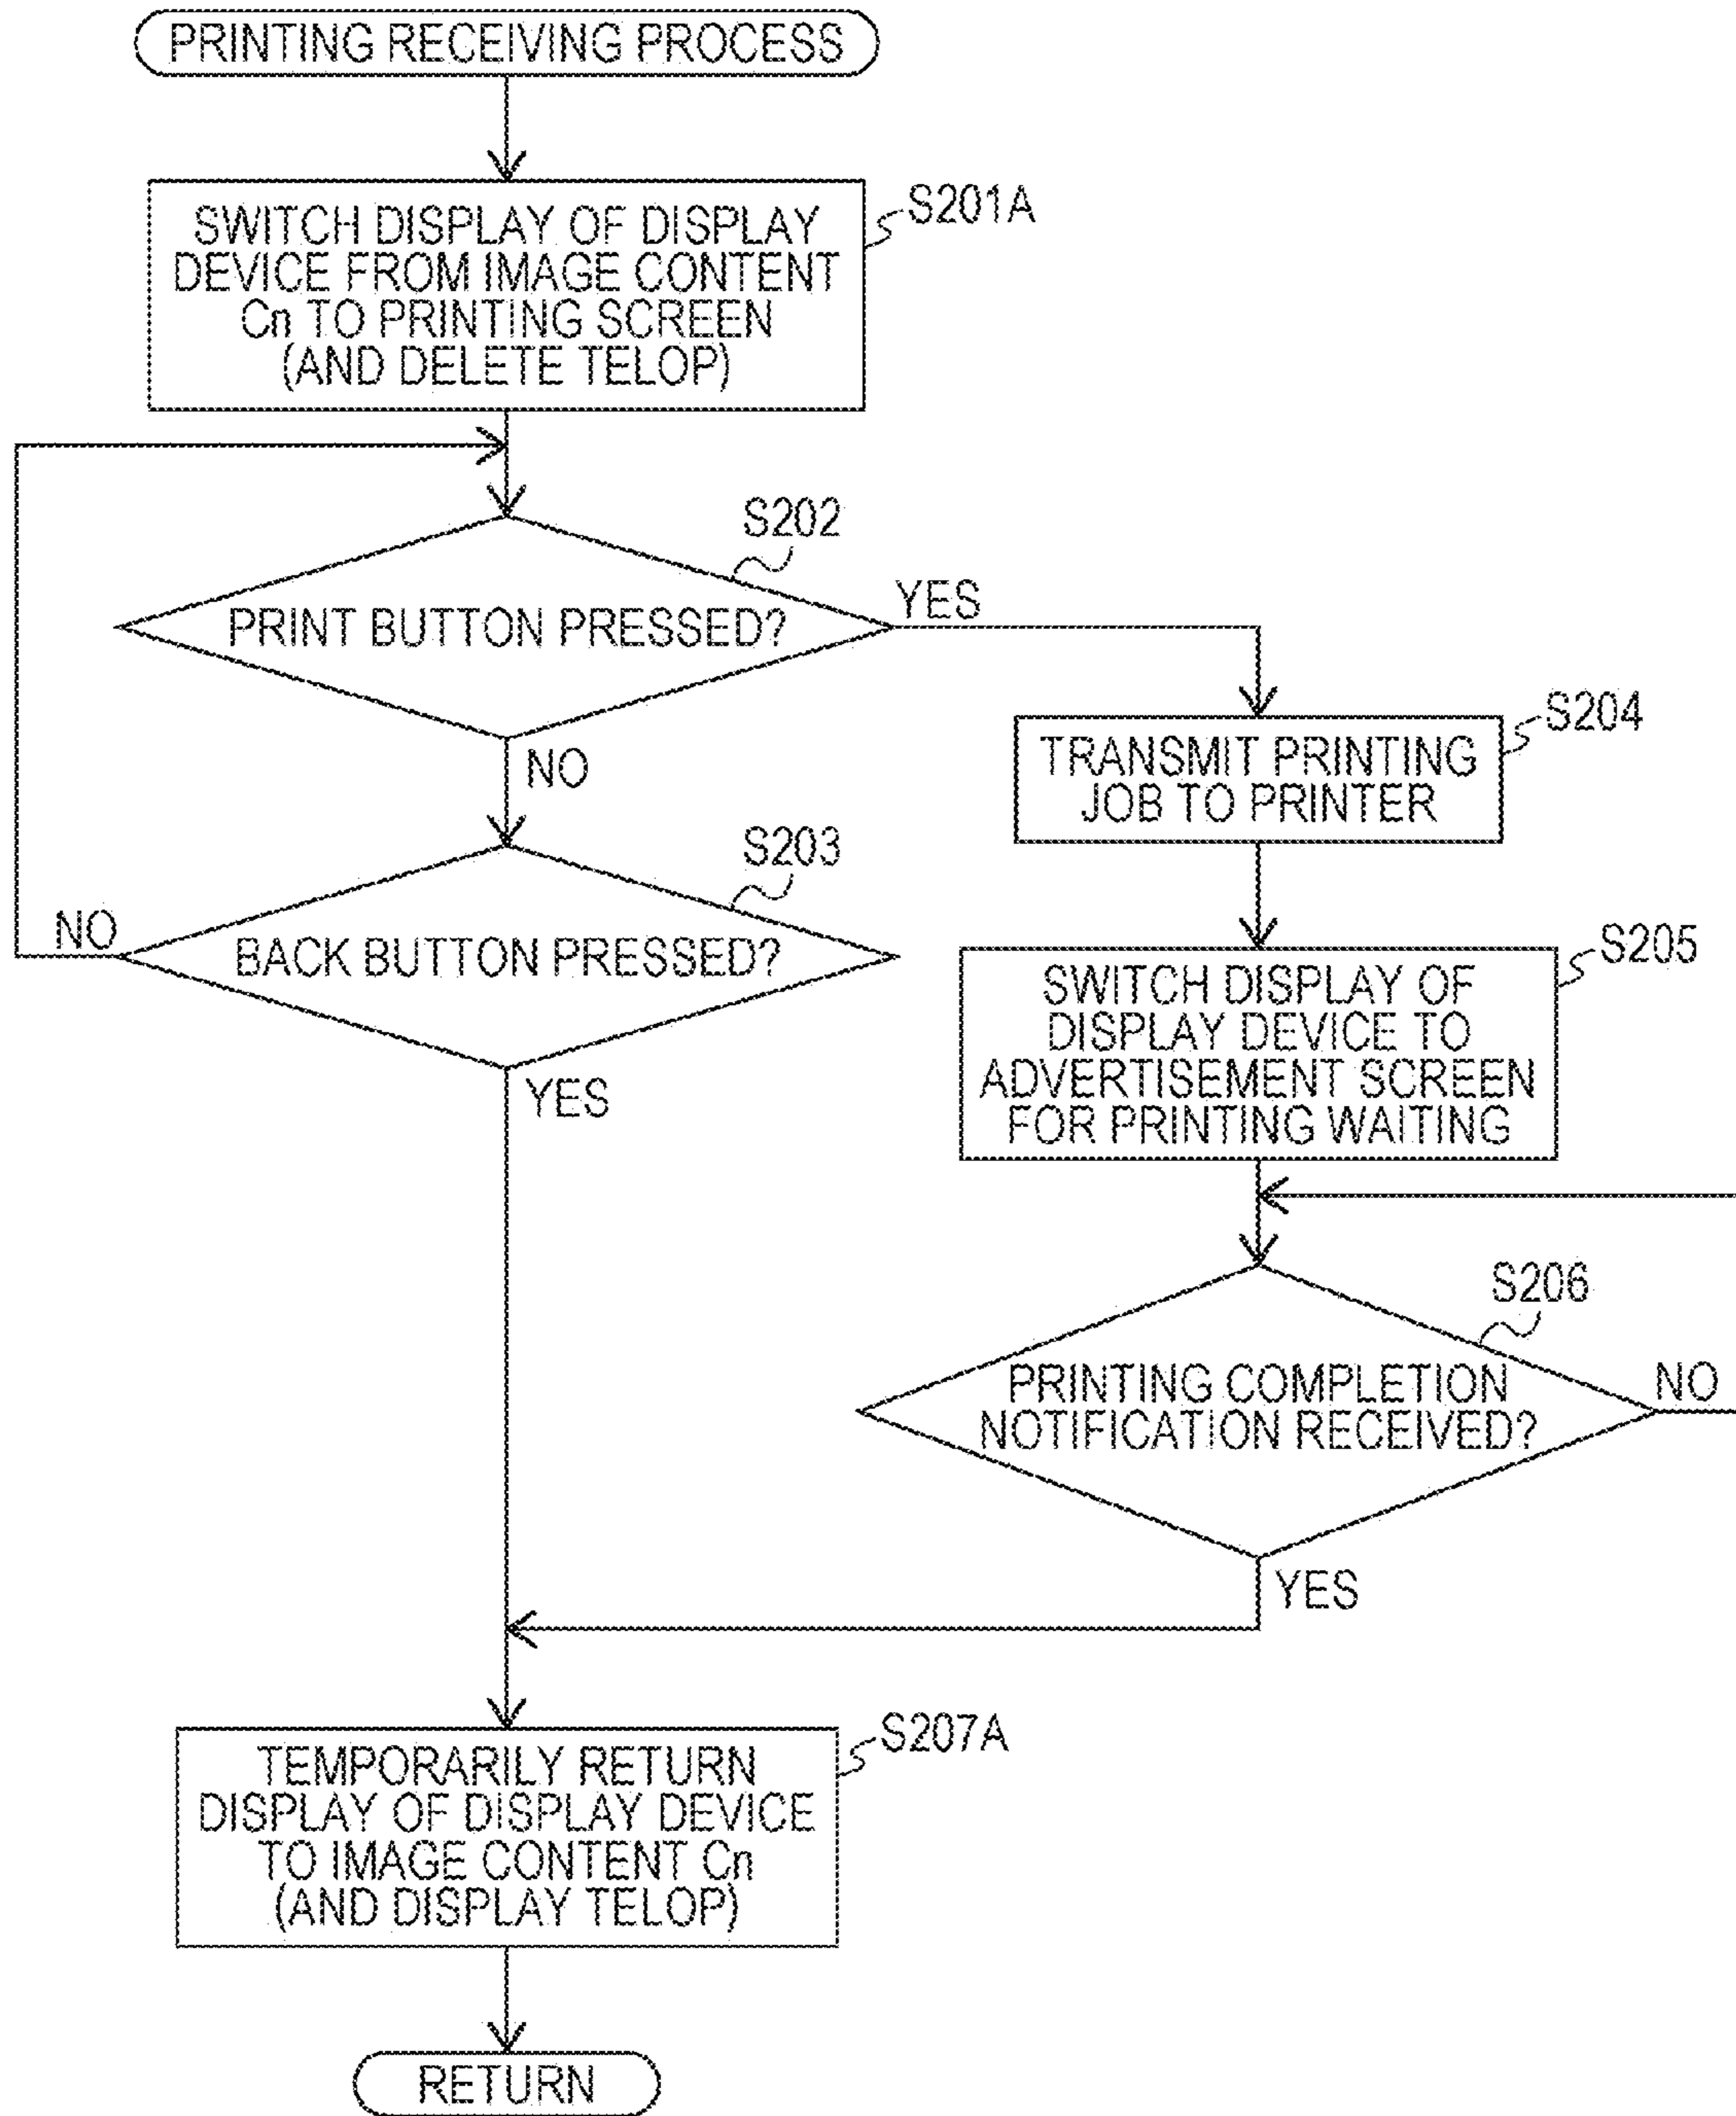 PRINTING RECEIVING PROCESS
S201A
SWITCH DISPLAY OF DISPLAY
DEVICE FROM IMAGE CONTENT
Cn TO PRINTING SCREEN
(AND DELETE TELOP)
S202
PRINT BUTTON PRESSED?
YES
NO
S204
TRANSMIT PRINTING
JOB TO PRINTER
S203
BACK BUTTON PRESSED?
NO
YES
S205
SWITCH DISPLAY OF
DISPLAY DEVICE TO
ADVERTISEMENT SCREEN
FOR PRINTING WAITING
S206
PRINTING COMPLETION
NOTIFICATION RECEIVED?
NO
YES
S207A
TEMPORARILY RETURN
DISPLAY OF DISPLAY DEVICE
TO IMAGE CONTENT Cn
(AND DISPLAY TELOP)
RETURN